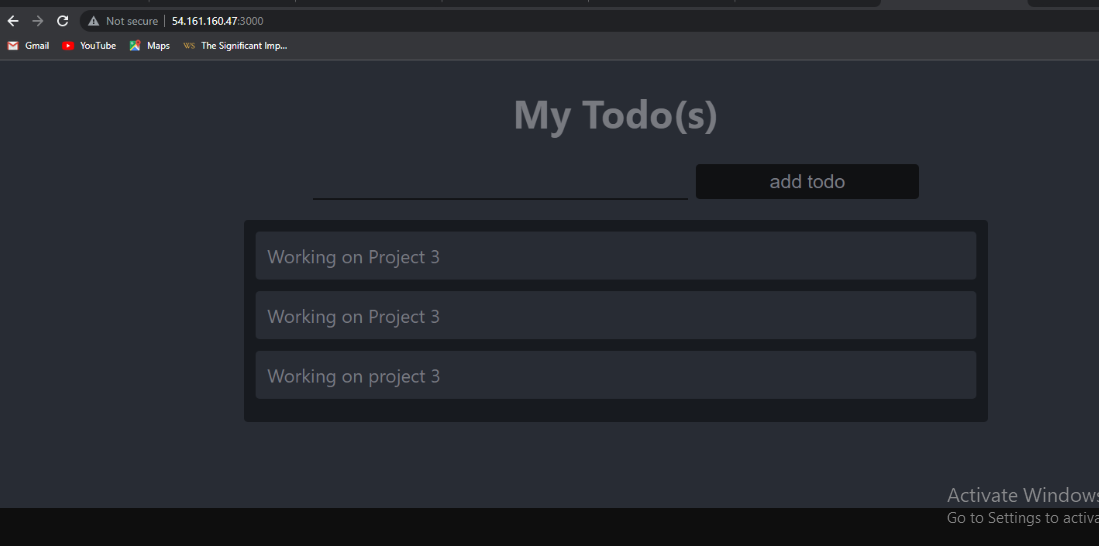 Not secure | 54.161.160.47:3000
Gmail YouTube Maps WS The Significant Imp...
My Todo(s)
add todo
Working on Project 3
Working on Project 3
Working on project 3
Activate Windows
Go to Settings to activa